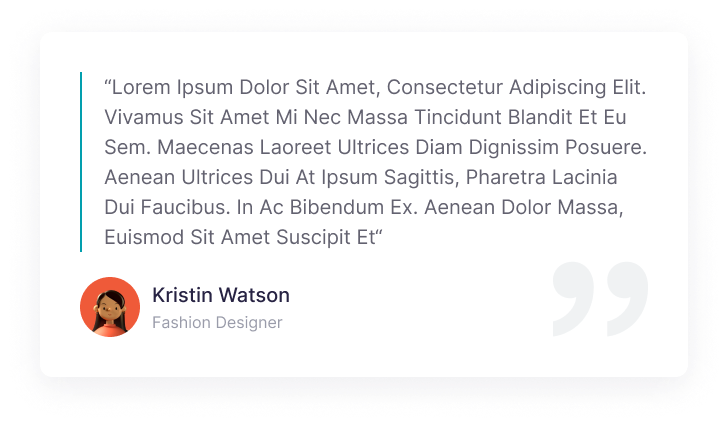 “Lorem Ipsum Dolor Sit Amet, Consectetur Adipiscing Elit.
Vivamus Sit Amet Mi Nec Massa Tincidunt Blandit Et Eu
Sem. Maecenas Laoreet Ultrices Diam Dignissim Posuere.
Aenean Ultrices Dui At Ipsum Sagittis, Pharetra Lacinia
Dui Faucibus. In Ac Bibendum Ex. Aenean Dolor Massa,
Euismod Sit Amet Suscipit Et“
Kristin Watson
Fashion Designer
”